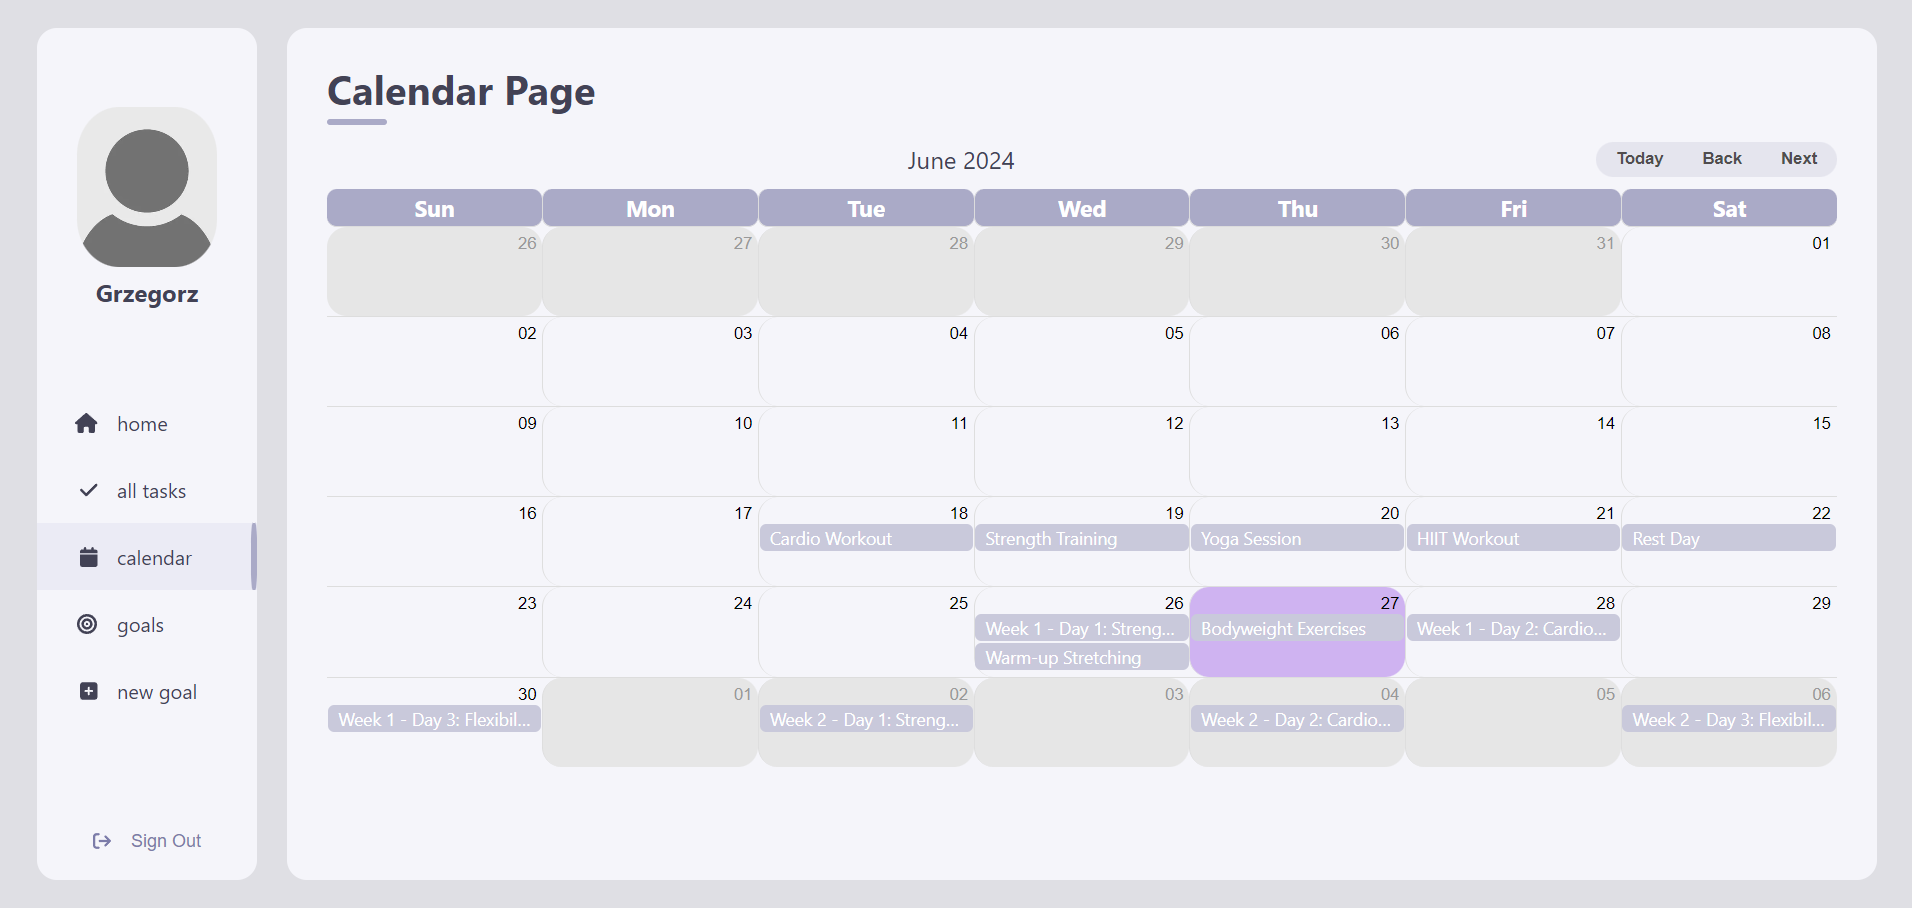 Grzegorz
home
all tasks
calendar
goals
new goal
Sign Out
Calendar Page
June 2024
Today Back Next
Sun Mon Tue Wed Thu Fri Sat
26 27 28 29 30 31 01
02 03 04 05 06 07 08
09 10 11 12 13 14 15
16 17 18 19 20 21 22
Cardio Workout Strength Training Yoga Session HIIT Workout Rest Day
23 24 25 26 27 28 29
Week 1 - Day 1: Streng... Bodyweight Exercises Week 1 - Day 2: Cardio...
Warm-up Stretching
30 01 02 03 04 05 06
Week 1 - Day 3: Flexibil... Week 2 - Day 1: Streng... Week 2 - Day 2: Cardio... Week 2 - Day 3: Flexibil...